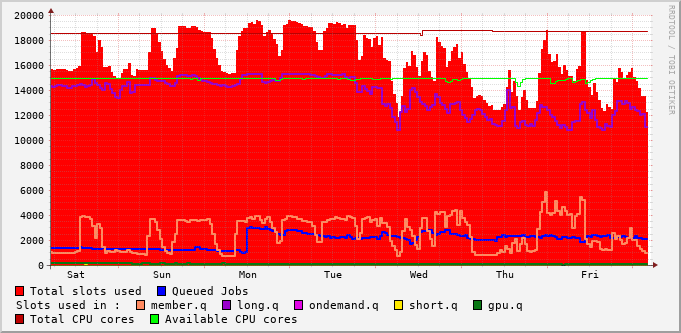 20000
18000
16000
14000
12000
10000
8000
6000
4000
2000
0
Sat Sun Mon Tue Wed Thu Fri
RRDTOOL / TOBI OETIKER
Total slots used Queued Jobs
Slots used in : member.q long.q ondemand.q short.q gpu.q
Total CPU cores Available CPU cores